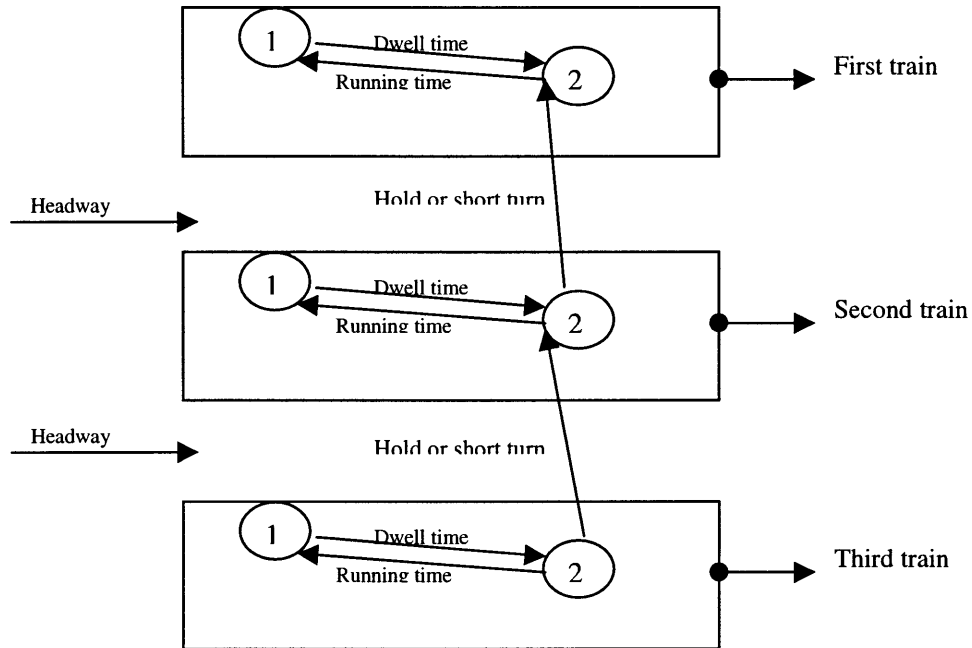 1
Dwell time
Running time
2
First train
Headway
Hold or short turn
1
Dwell time
Running time
2
Second train
Headway
Hold or short turn
1
Dwell time
Running time
2
Third train